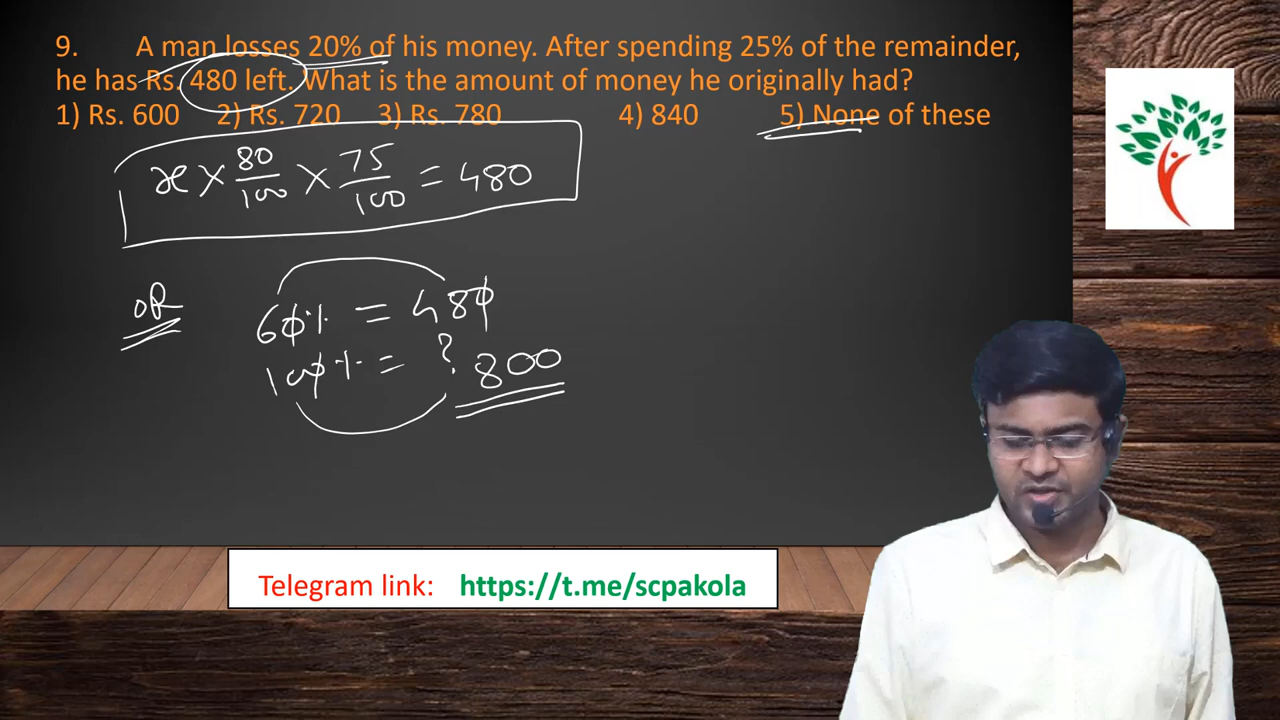 9. A man losses 20% of his money. After spending 25% of the remainder,
he has Rs. 480 left. What is the amount of money he originally had?
1) Rs. 600 2) Rs. 720 3) Rs. 780 4) 840 5) None of these
x × 80/100 × 75/100 = 480
OR
60% = 480
100% = ? 800
Telegram link: https://t.me/scpakola